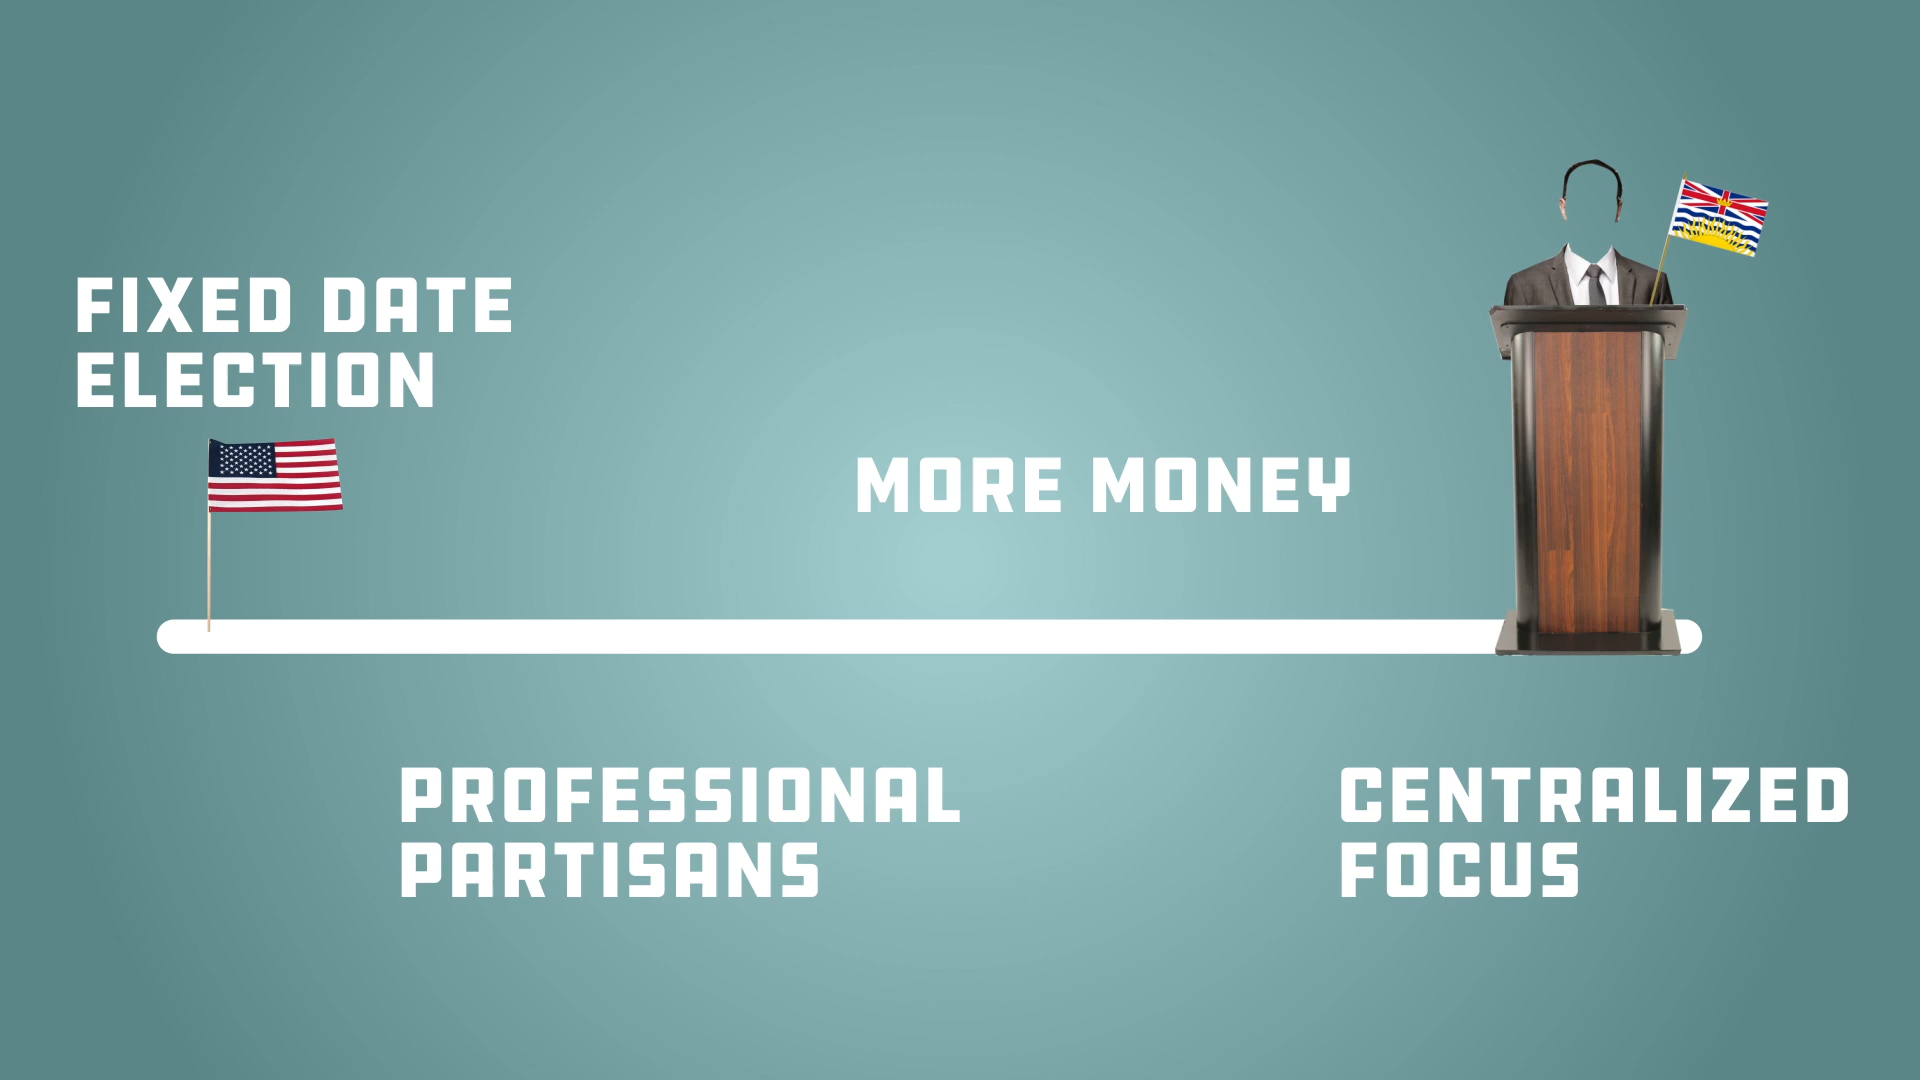 FIXED DATE
ELECTION
MORE MONEY
PROFESSIONAL
PARTISANS
CENTRALIZED
FOCUS